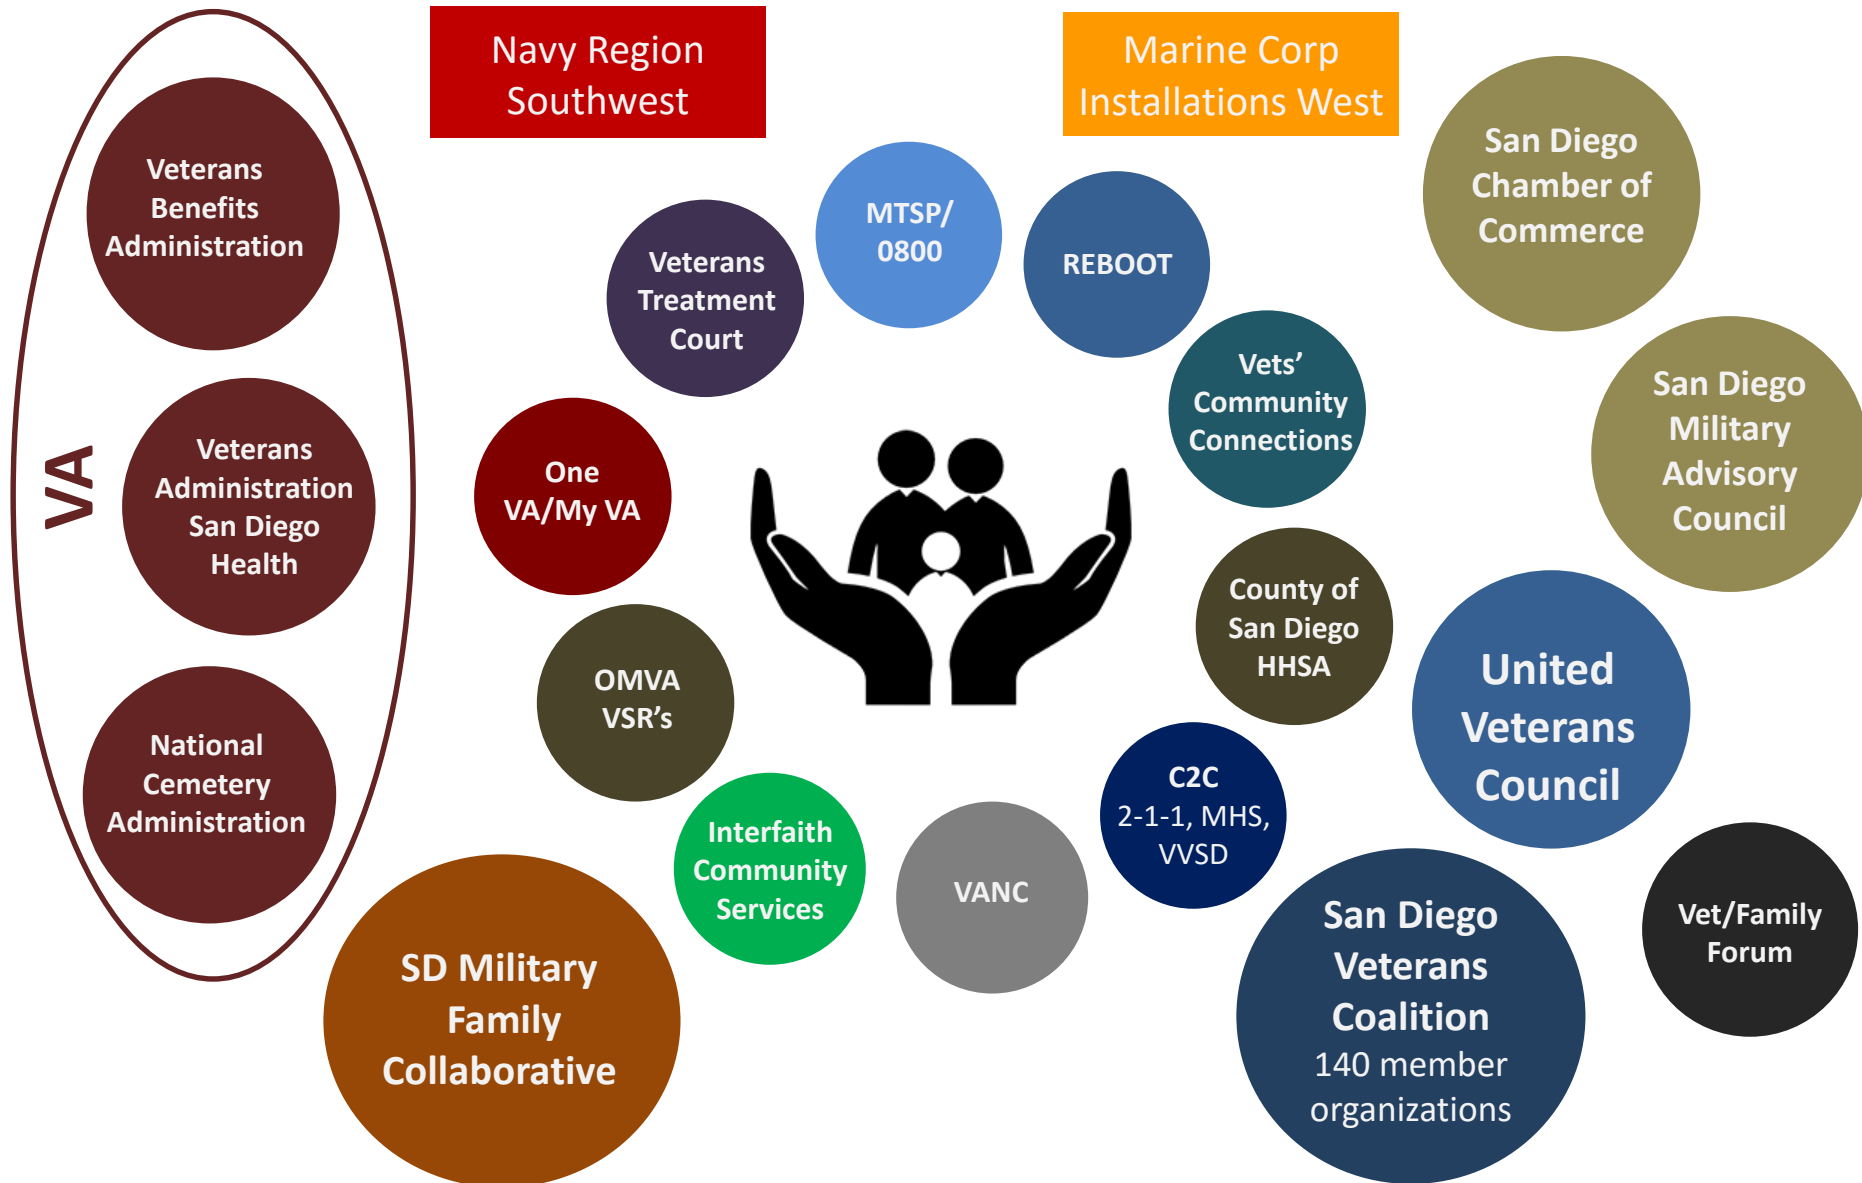 VA
Veterans
Benefits
Administration
Veterans
Administration
San Diego
Health
National
Cemetery
Administration
Navy Region
Southwest
Marine Corp
Installations West
San Diego
Chamber of
Commerce
San Diego
Military
Advisory
Council
MTSP/
0800
REBOOT
Veterans
Treatment
Court
Vets’
Community
Connections
One
VA/My VA
County of
San Diego
HHSA
OMVA
VSR’s
United
Veterans
Council
C2C
2-1-1, MHS,
VVSD
Interfaith
Community
Services
VANC
SD Military
Family
Collaborative
San Diego
Veterans
Coalition
140 member
organizations
Vet/Family
Forum